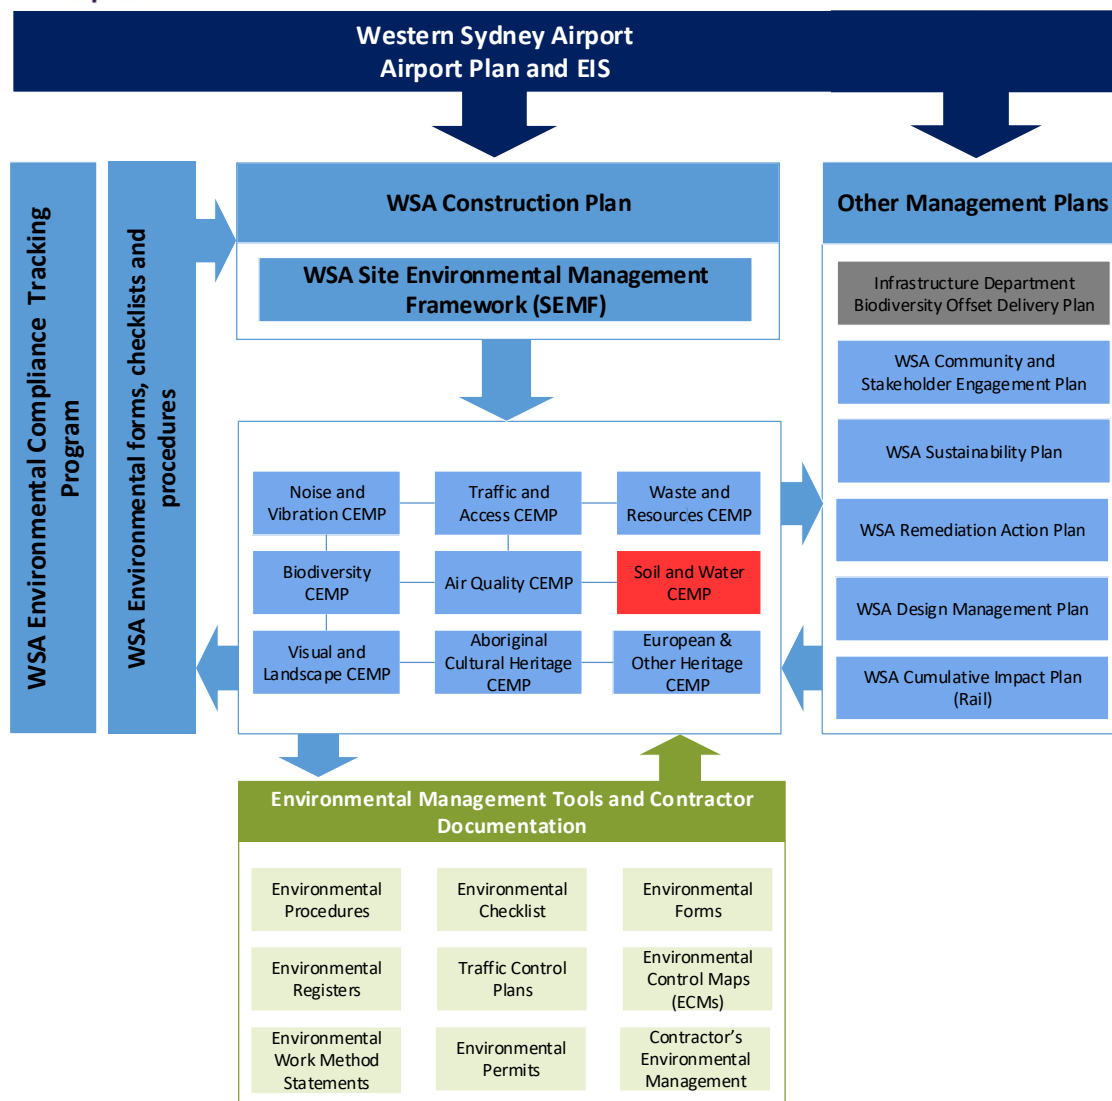 Western Sydney Airport
Airport Plan and EIS
WSA Environmental Compliance Tracking
Program
WSA Environmental forms, checklists and
procedures
WSA Construction Plan
WSA Site Environmental Management
Framework (SEMF)
Noise and
Vibration CEMP
Traffic and
Access CEMP
Waste and
Resources CEMP
Biodiversity
CEMP
Air Quality CEMP
Soil and Water
CEMP
Visual and
Landscape CEMP
Aboriginal
Cultural Heritage
CEMP
European &
Other Heritage
CEMP
Other Management Plans
Infrastructure Department
Biodiversity Offset Delivery Plan
WSA Community and
Stakeholder Engagement Plan
WSA Sustainability Plan
WSA Remediation Action Plan
WSA Design Management Plan
WSA Cumulative Impact Plan
(Rail)
Environmental Management Tools and Contractor
Documentation
Environmental
Procedures
Environmental
Checklist
Environmental
Forms
Environmental
Registers
Traffic Control
Plans
Environmental
Control Maps
(ECMs)
Environmental
Work Method
Statements
Environmental
Permits
Contractor’s
Environmental
Management